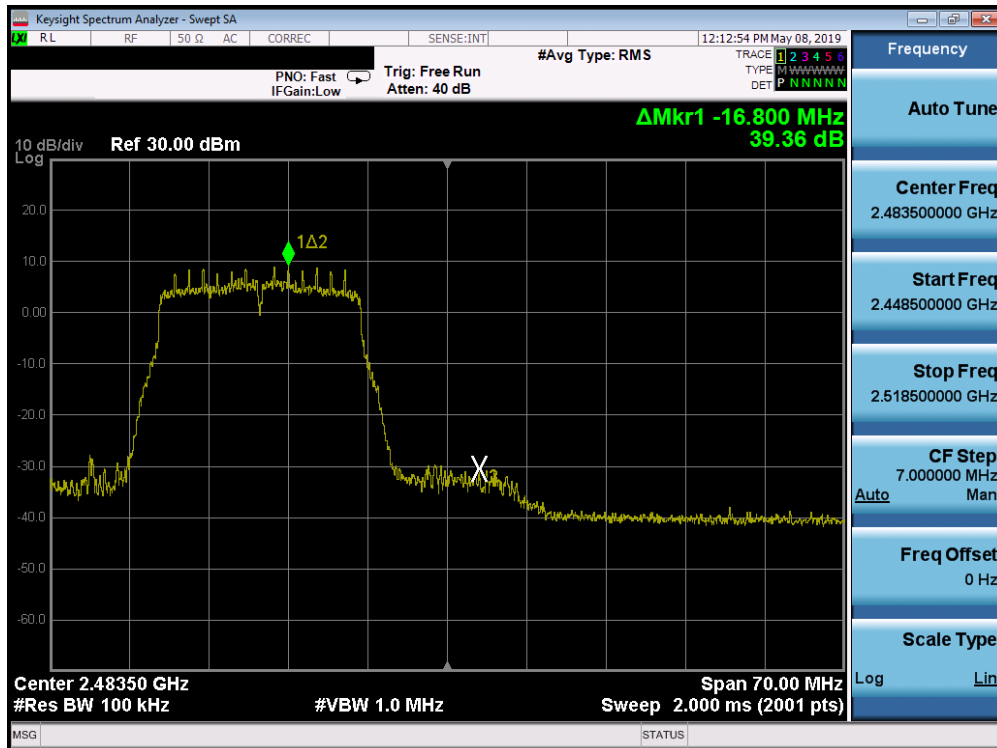 Keysight Spectrum Analyzer - Swept SA
LXI RL RF 50 Ω AC CORREC SENSE:INT 12:12:54 PM May 08, 2019
PNO: Fast
IFGain:Low
Trig: Free Run
Atten: 40 dB
#Avg Type: RMS
TRACE 1 2 3 4 5 6
TYPE M W W W W W
DET P N N N N N
ΔMkr1 -16.800 MHz
39.36 dB
10 dB/div
Log
Ref 30.00 dBm
20.0
10.0
0.00
-10.0
-20.0
-30.0
-40.0
-50.0
-60.0
1Δ2
X
3
Center 2.48350 GHz
#Res BW 100 kHz
#VBW 1.0 MHz
Span 70.00 MHz
Sweep 2.000 ms (2001 pts)
MSG
STATUS
Frequency
Auto Tune
Center Freq
2.483500000 GHz
Start Freq
2.448500000 GHz
Stop Freq
2.518500000 GHz
CF Step
7.000000 MHz
Auto Man
Freq Offset
0 Hz
Scale Type
Log Lin